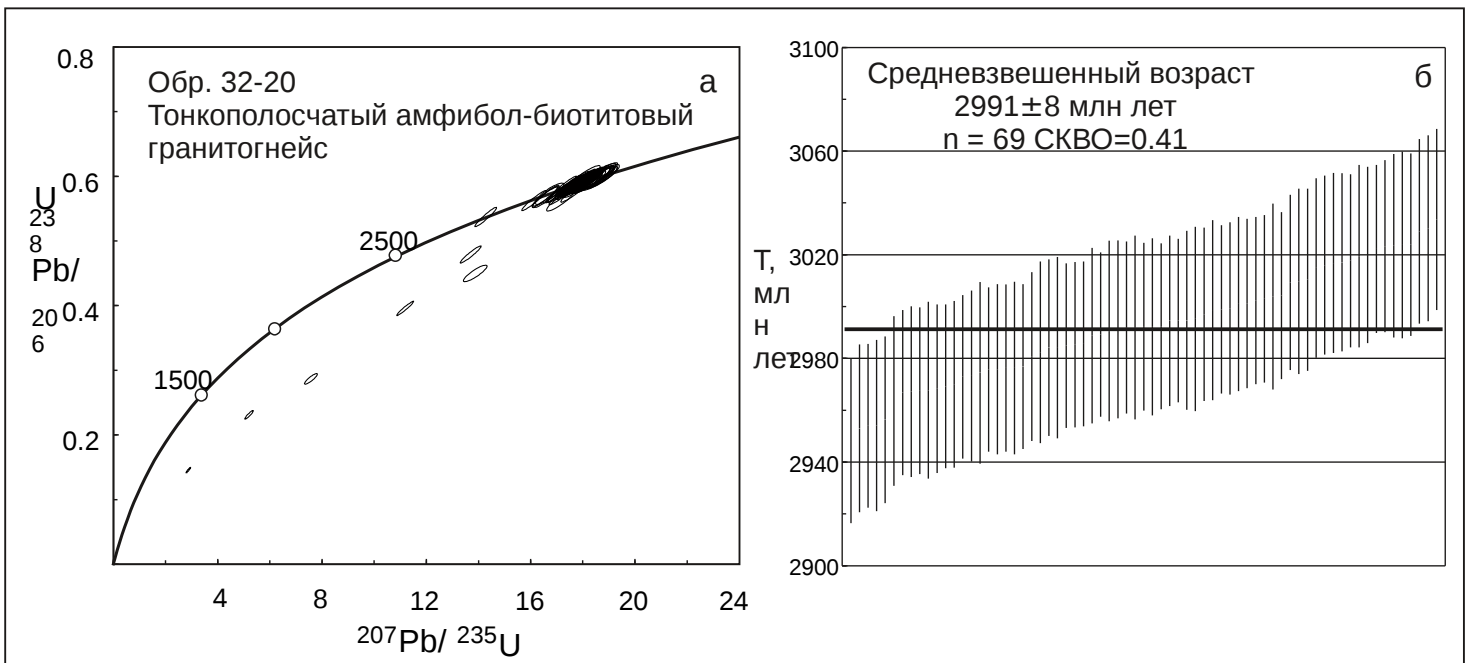 0.8
Обр. 32-20
а
Тонкополосчатый амфибол-биотитовый
гранитогнейс
0.6
U
23
8
Pb/
20
6
0.4
0.2
2500
1500
4 8 12 16 20 24
207Pb/ 235U
3100
Средневзвешенный возраст
б
2991±8 млн лет
n = 69 СКВО=0.41
3060
3020
Т,
мл
н
лет
2980
2940
2900